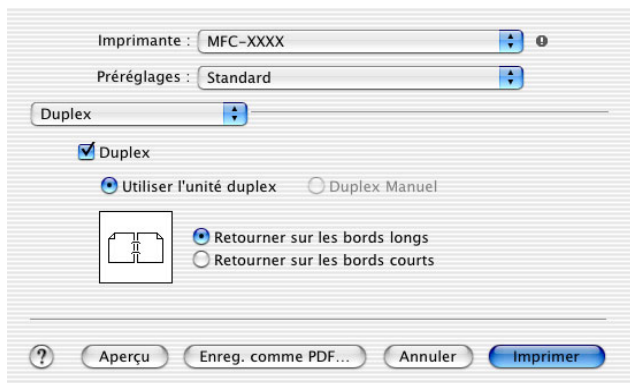 Imprimante : MFC-XXXX
Préréglages : Standard
Duplex
Duplex
Utiliser l'unité duplex Duplex Manuel
Retourner sur les bords longs
Retourner sur les bords courts
? Aperçu Enreg. comme PDF... Annuler Imprimer